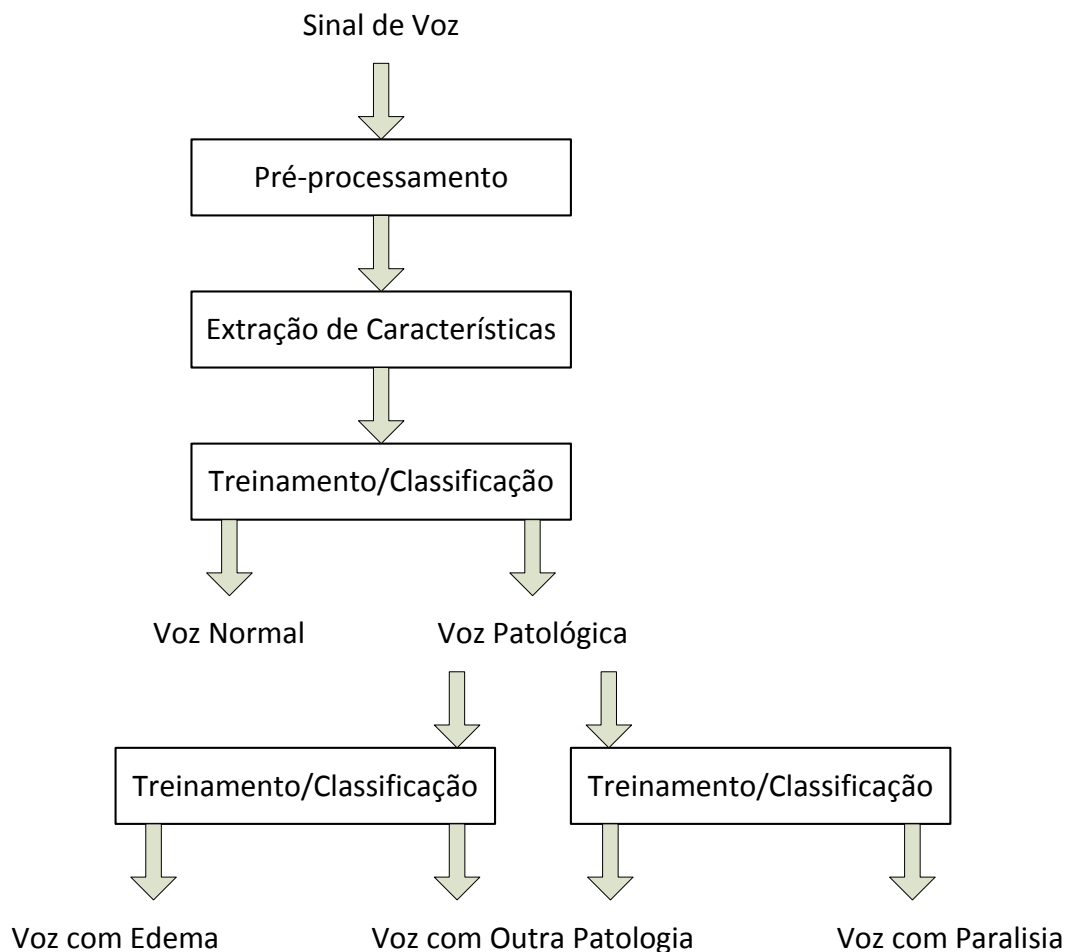 Sinal de Voz
Pré-processamento
Extração de Característícas
Treinamento/Classificação
Voz Normal
Voz Patológica
Treinamento/Classificação
Treinamento/Classificação
Voz com Edema
Voz com Outra Patologia
Voz com Paralisia